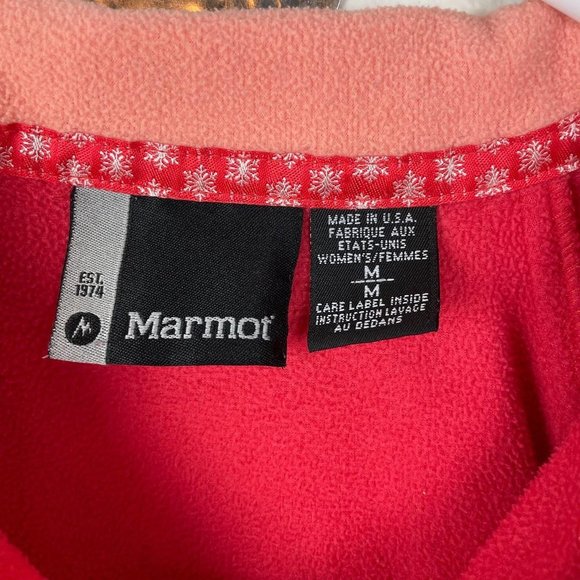 EST.
1974
M
Marmot
MADE IN U.S.A.
FABRIQUE AUX
ETATS-UNIS
WOMEN'S/FEMMES
M
M
CARE LABEL INSIDE
INSTRUCTION LAVAGE
AU DEDANS